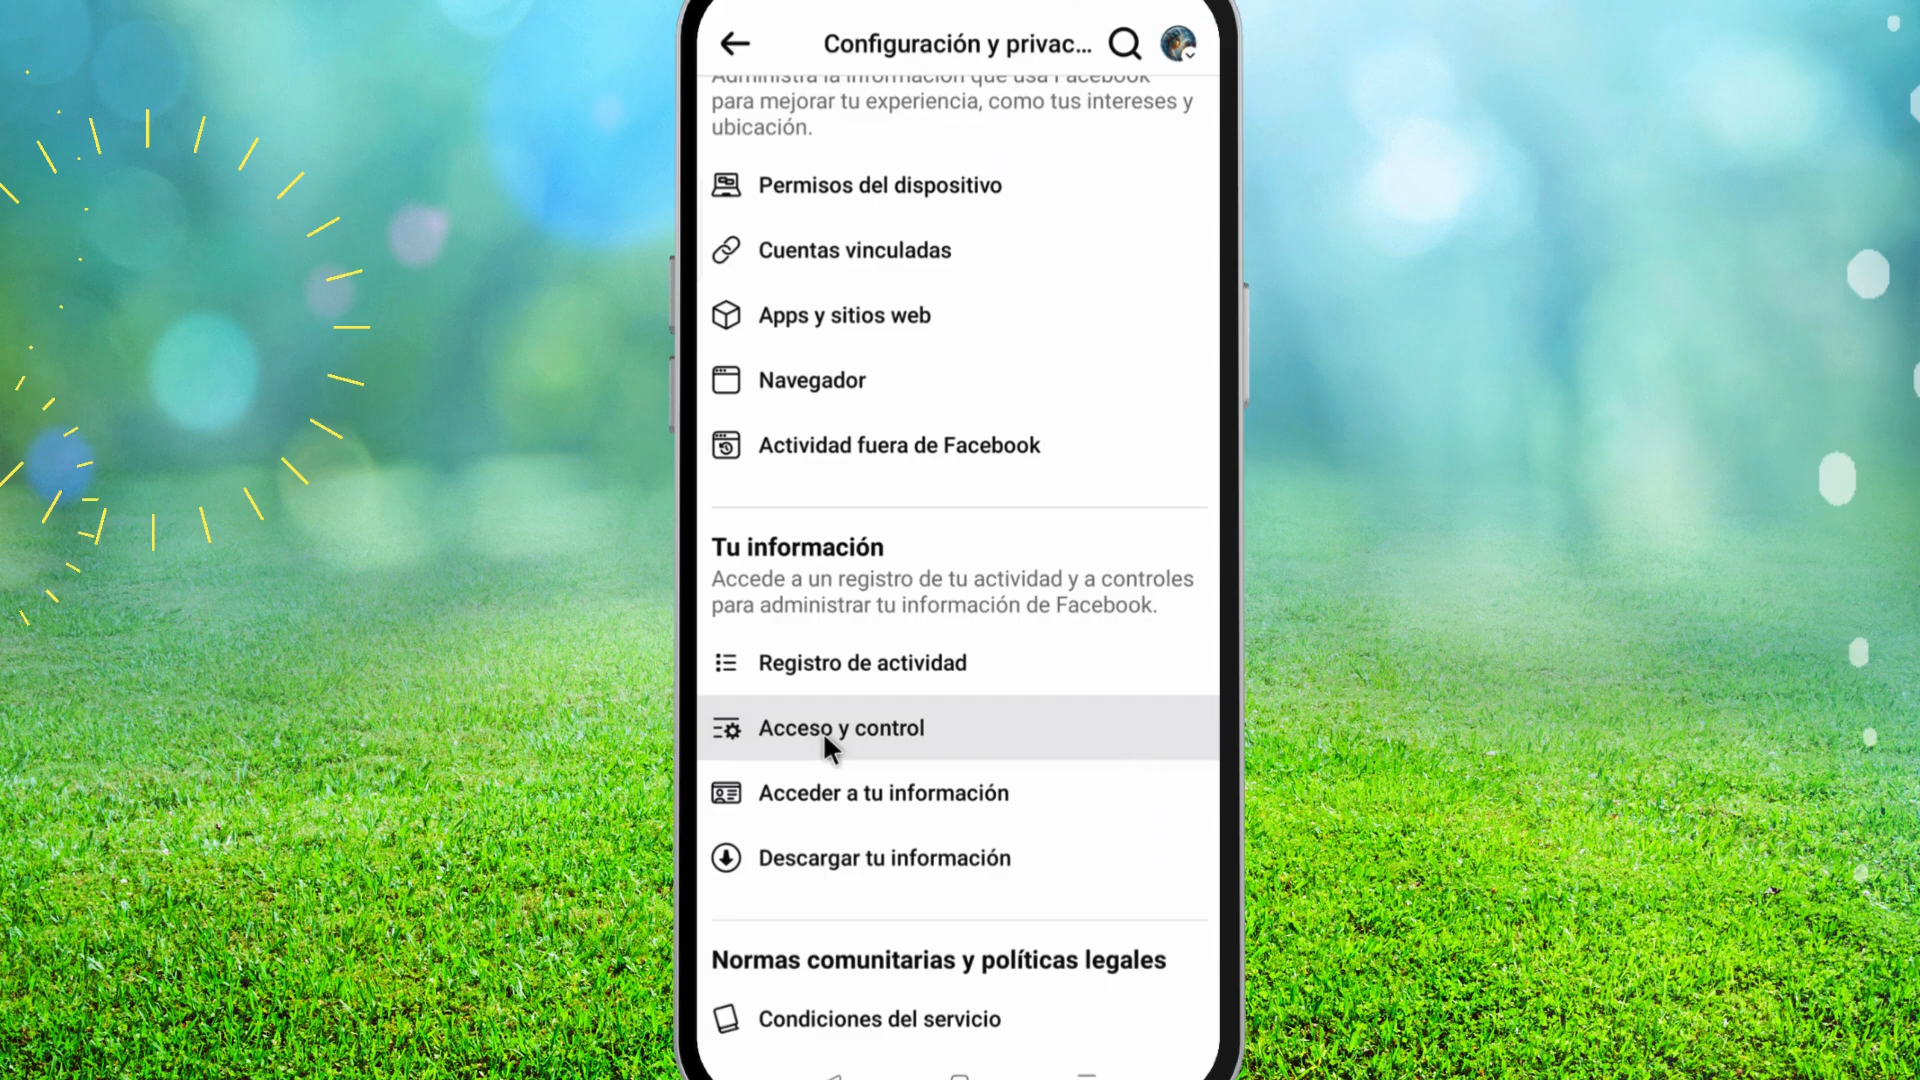 Configuración y privac...
Administra la información que usa Facebook
para mejorar tu experiencia, como tus intereses y
ubicación.
Permisos del dispositivo
Cuentas vinculadas
Apps y sitios web
Navegador
Actividad fuera de Facebook
Tu información
Accede a un registro de tu actividad y a controles
para administrar tu información de Facebook.
Registro de actividad
Acceso y control
Acceder a tu información
Descargar tu información
Normas comunitarias y políticas legales
Condiciones del servicio